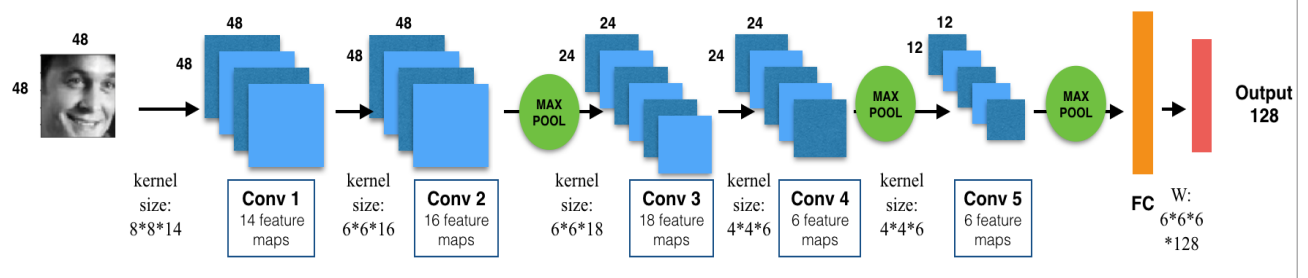 48
48
48
48
48
48
24
24
24
24
12
12
MAX
POOL
MAX
POOL
MAX
POOL
Output
128
kernel
size:
8*8*14
Conv 1
14 feature
maps
kernel
size:
6*6*16
Conv 2
16 feature
maps
kernel
size:
6*6*18
Conv 3
18 feature
maps
kernel
size:
4*4*6
Conv 4
6 feature
maps
kernel
size:
4*4*6
Conv 5
6 feature
maps
FC
W:
6*6*6
*128